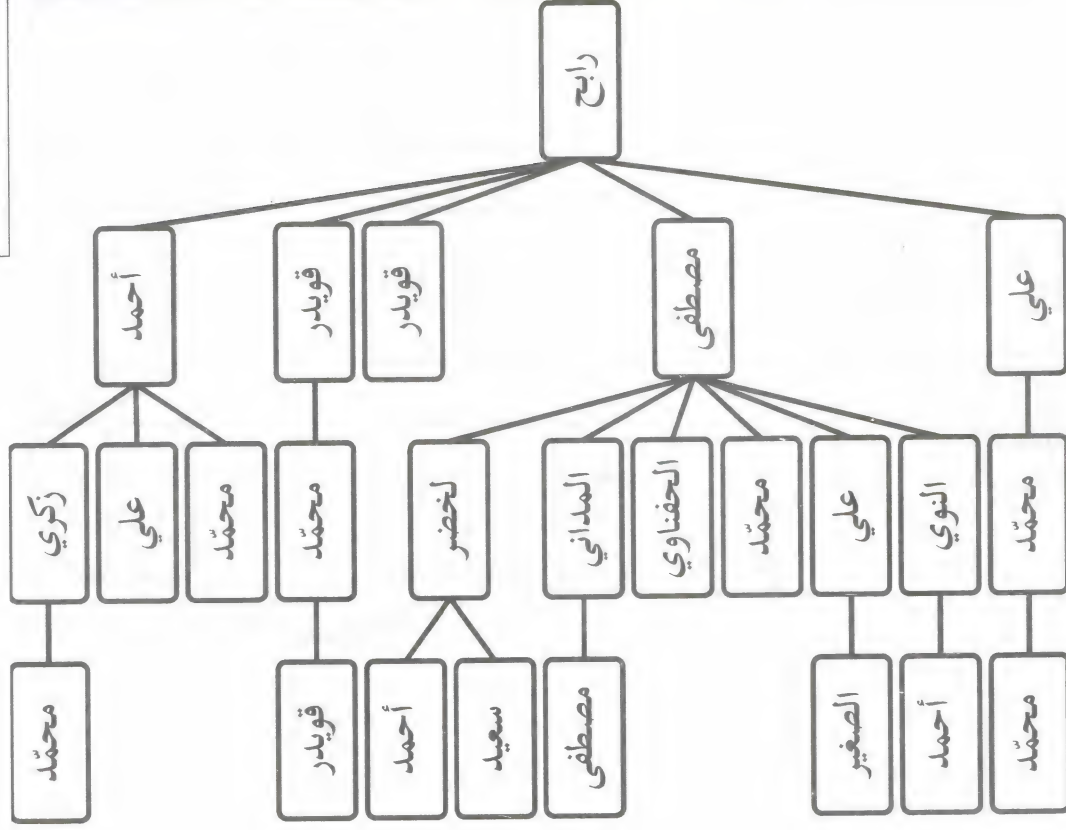 رابح
علي
مصطفى
قويدر
قويدر
أحمد
محمّد
النوي
علي
محمّد
الحفناوي
المداني
لخضر
محمّد
محمّد
علي
زكري
محمّد
أحمد
الصغير
مصطفى
سعيد
أحمد
قويدر
محمّد